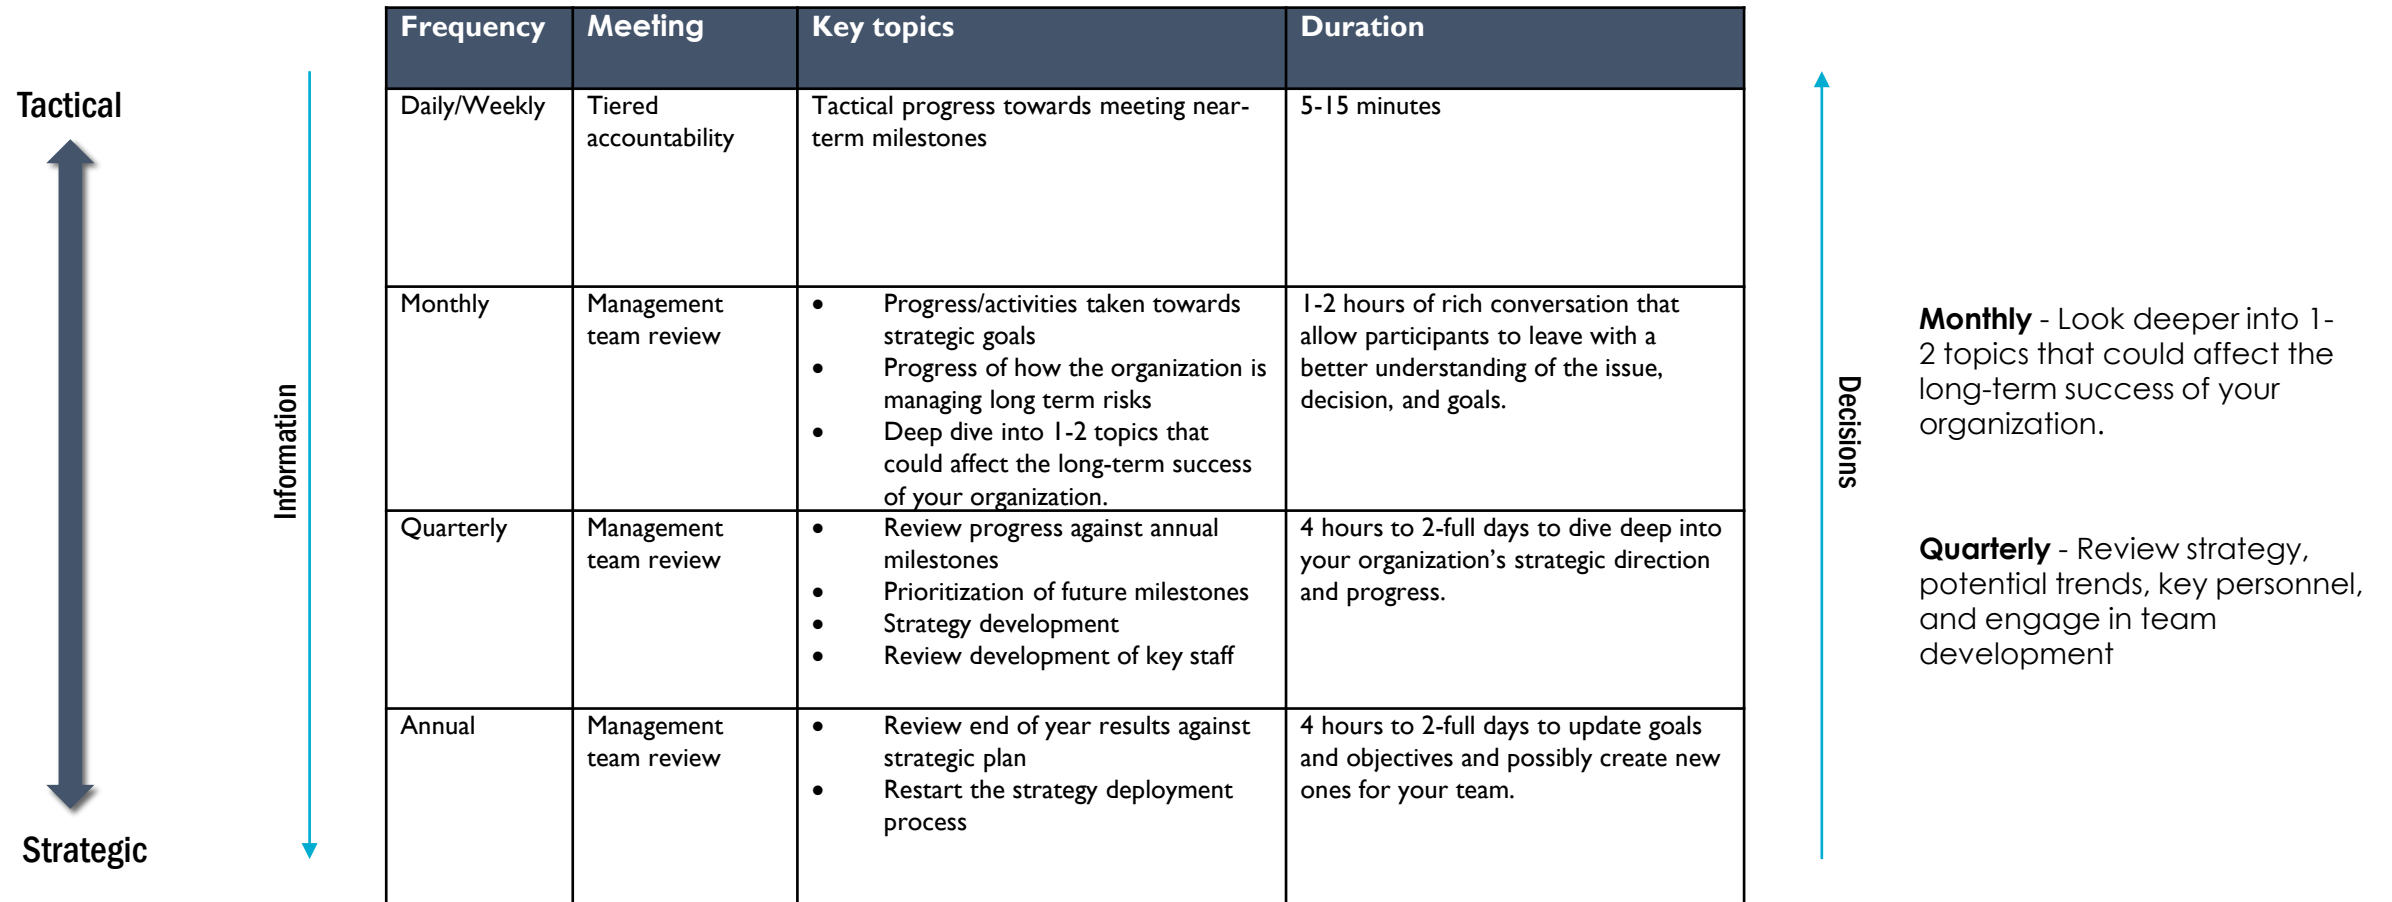 Tactical
Strategic
Information
Frequency Meeting Key topics Duration
Daily/Weekly Tiered Tactical progress towards meeting near- 5-15 minutes
accountability term milestones
Monthly Management • Progress/activities taken towards 1-2 hours of rich conversation that
team review strategic goals allow participants to leave with a
• Progress of how the organization is better understanding of the issue,
managing long term risks decision, and goals.
• Deep dive into 1-2 topics that
could affect the long-term success
of your organization.
Quarterly Management • Review progress against annual 4 hours to 2-full days to dive deep into
team review milestones your organization’s strategic direction
• Prioritization of future milestones and progress.
• Strategy development
• Review development of key staff
Annual Management • Review end of year results against 4 hours to 2-full days to update goals
team review strategic plan and objectives and possibly create new
• Restart the strategy deployment ones for your team.
process
Decisions
Monthly - Look deeper into 1-
2 topics that could affect the
long-term success of your
organization.
Quarterly - Review strategy,
potential trends, key personnel,
and engage in team
development